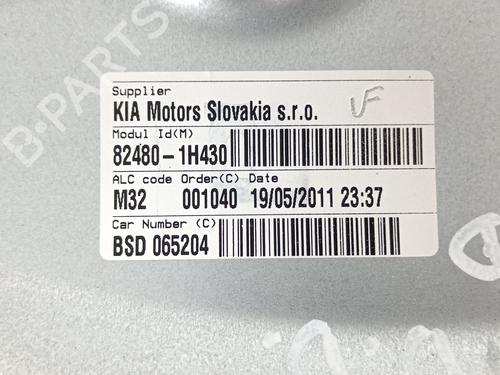 Supplier
KIA Motors Slovakia s.r.o.
VF
Modul Id(M)
82480-1H430
ALC code Order(C) Date
M32 001040 19/05/2011 23:37
Car Number (C)
BSD 065204
B-PARTS